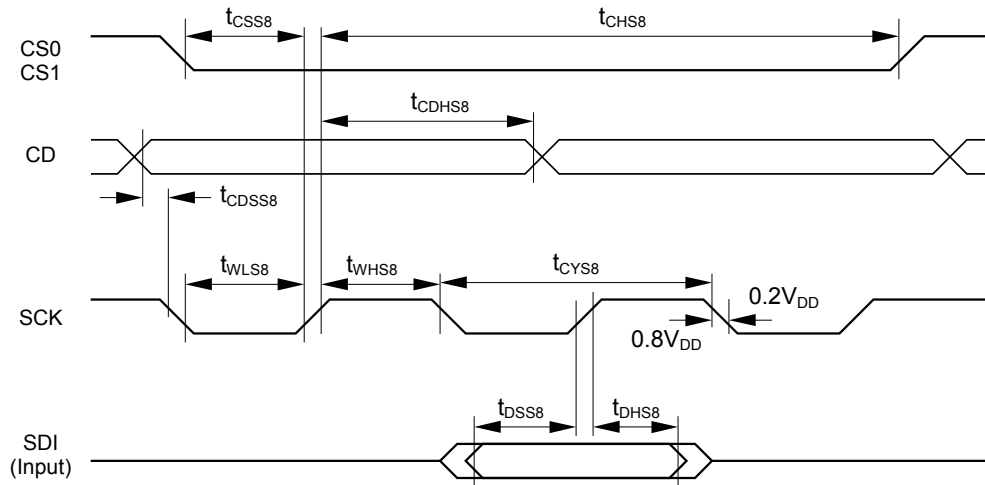 tCSS8
tCHS8
CS0
CS1
tCDHS8
CD
tCDSS8
tWLS8
tWHS8
tCYS8
SCK
0.2VDD
0.8VDD
tDSS8
tDHS8
SDI
(Input)